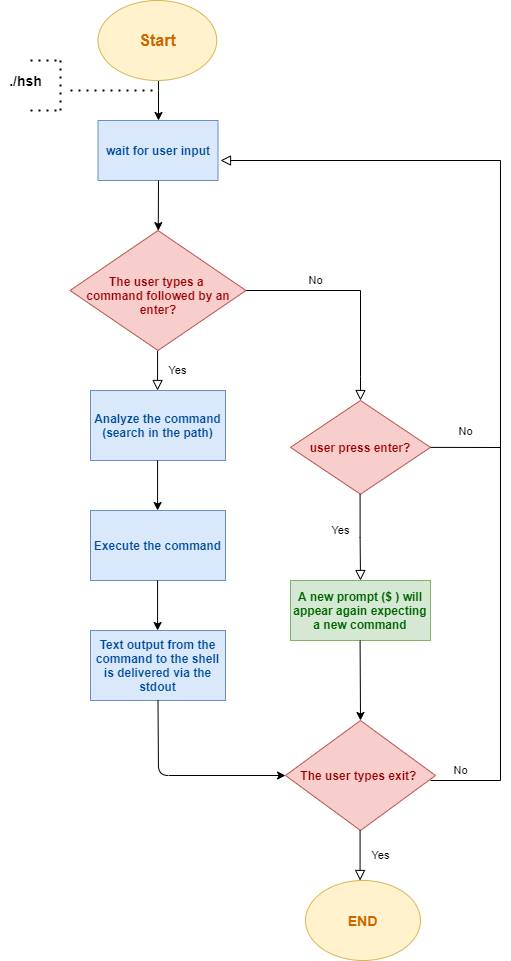 Start
./hsh
wait for user input
The user types a
command followed by an
enter?
No
Yes
Analyze the command
(search in the path)
user press enter?
No
Execute the command
Yes
A new prompt ($ ) will
appear again expecting
a new command
Text output from the
command to the shell
is delivered via the
stdout
The user types exit?
No
Yes
END